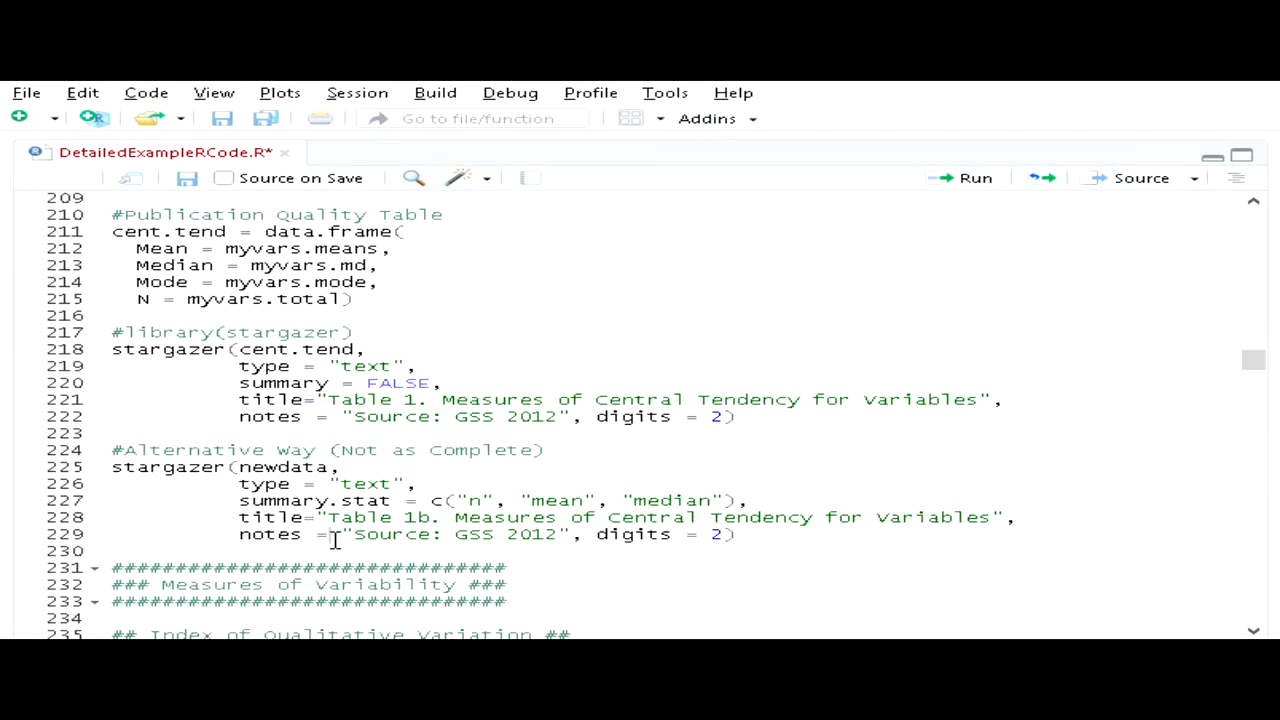 File Edit Code View Plots Session Build Debug Profile Tools Help
Go to file/function Addins
DetailedExampleRCode.R*
Source on Save Run Source
209
210 #Publication Quality Table
211 cent.tend = data.frame(
212 Mean = myvars.means,
213 Median = myvars.md,
214 Mode = myvars.mode,
215 N = myvars.total)
216
217 #library(stargazer)
218 stargazer(cent.tend,
219 type = "text",
220 summary = FALSE,
221 title="Table 1. Measures of Central Tendency for Variables",
222 notes = "Source: GSS 2012", digits = 2)
223
224 #Alternative Way (Not as Complete)
225 stargazer(newdata,
226 type = "text",
227 summary.stat = c("n", "mean", "median"),
228 title="Table 1b. Measures of Central Tendency for Variables",
229 notes = "Source: GSS 2012", digits = 2)
230
231 ###############################
232 ### Measures of Variability ###
233 ###############################
234
235 ## Index of Qualitative Variation ##